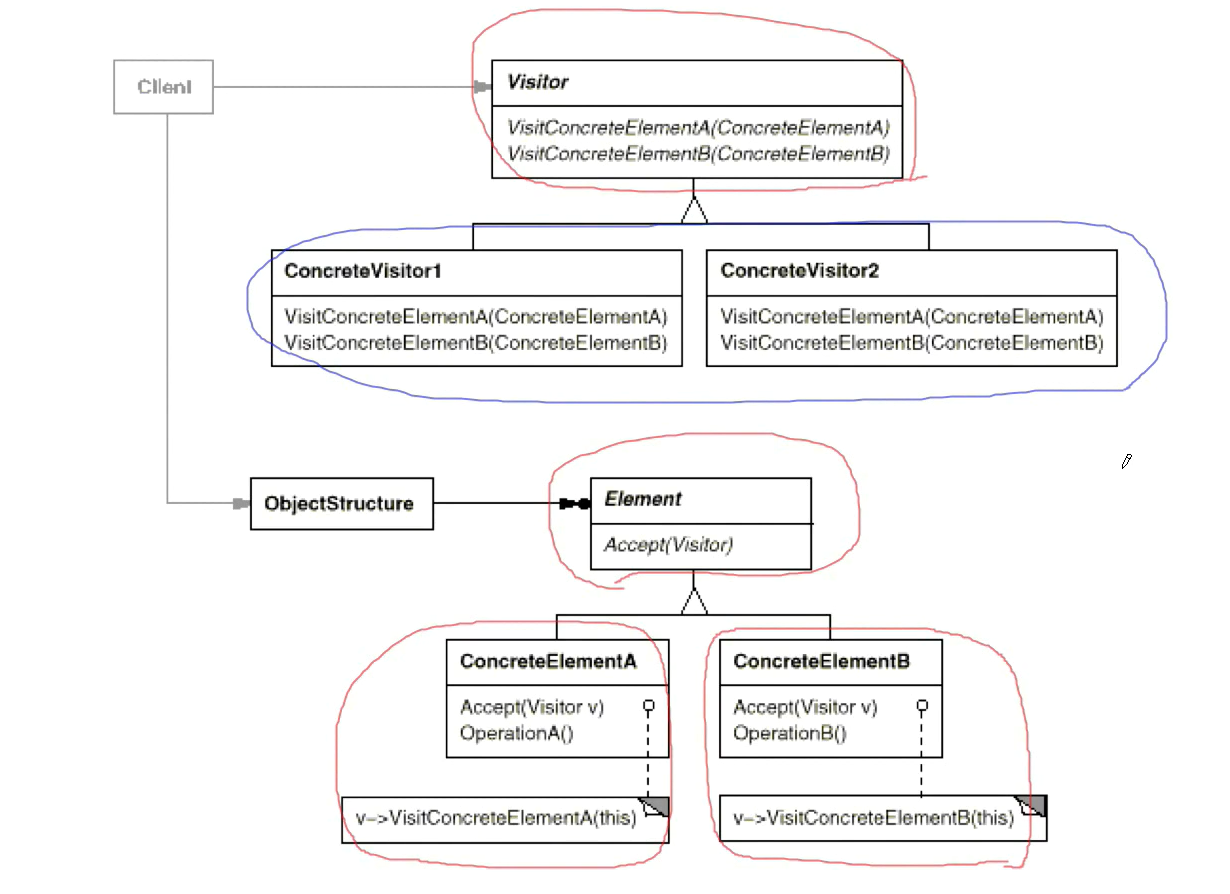 Client
Visitor
VisitConcreteElementA(ConcreteElementA)
VisitConcreteElementB(ConcreteElementB)
ConcreteVisitor1
VisitConcreteElementA(ConcreteElementA)
VisitConcreteElementB(ConcreteElementB)
ConcreteVisitor2
VisitConcreteElementA(ConcreteElementA)
VisitConcreteElementB(ConcreteElementB)
ObjectStructure
Element
Accept(Visitor)
ConcreteElementA
Accept(Visitor v)
OperationA()
v->VisitConcreteElementA(this)
ConcreteElementB
Accept(Visitor v)
OperationB()
v->VisitConcreteElementB(this)